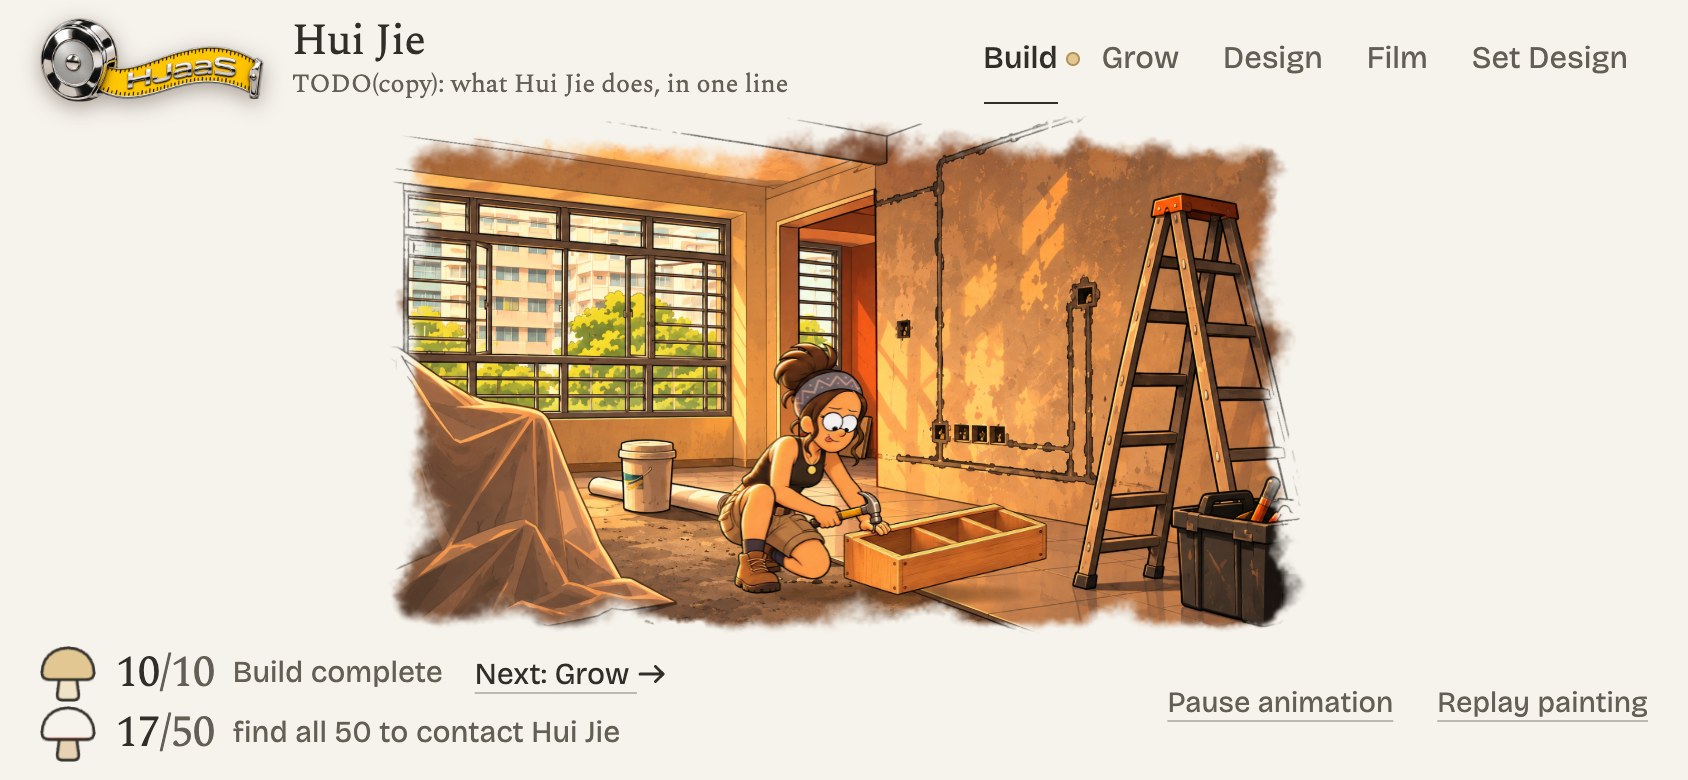 HJaaS
Hui Jie
TODO(copy): what Hui Jie does, in one line
Build Grow Design Film Set Design
10/10 Build complete Next: Grow →
17/50 find all 50 to contact Hui Jie
Pause animation Replay painting